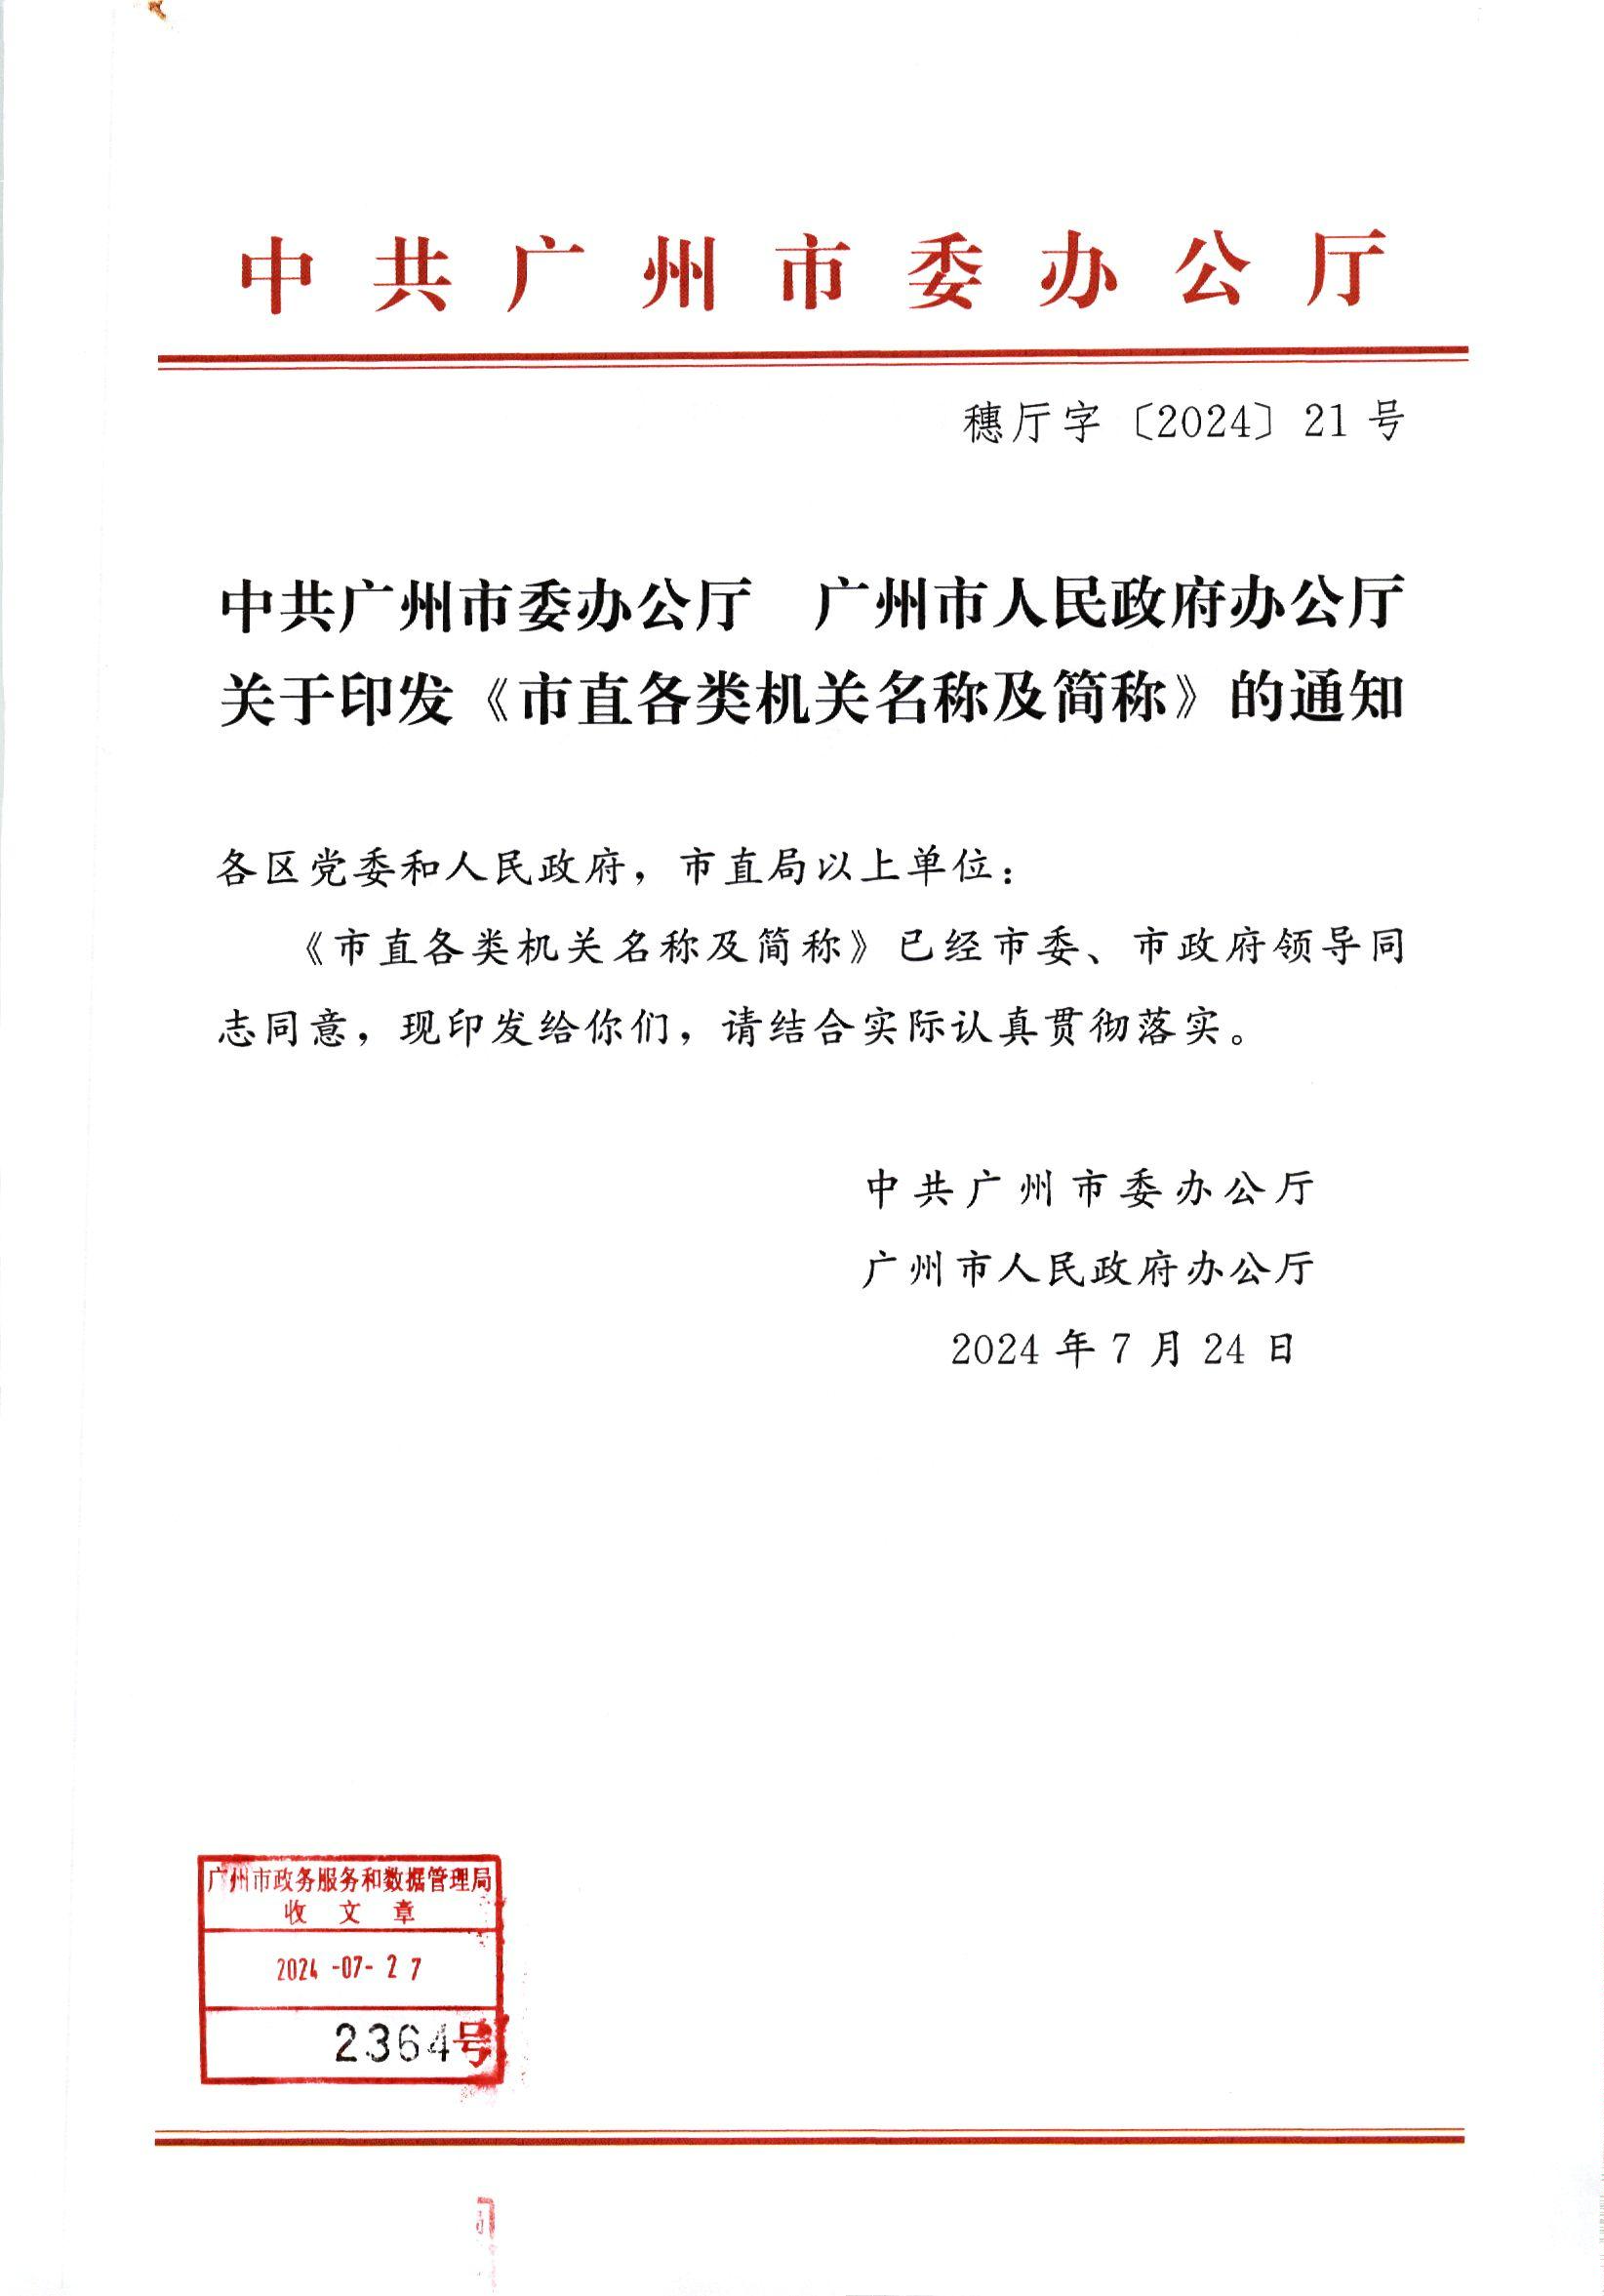 中共广州市委办公厅
穗厅字〔2024〕21号
中共广州市委办公厅　广州市人民政府办公厅
关于印发《市直各类机关名称及简称》的通知
各区党委和人民政府，市直局以上单位：
《市直各类机关名称及简称》已经市委、市政府领导同
志同意，现印发给你们，请结合实际认真贯彻落实。
中共广州市委办公厅
广州市人民政府办公厅
2024年7月24日
广州市政务服务和数据管理局
收文章
2024-07-27
2364号